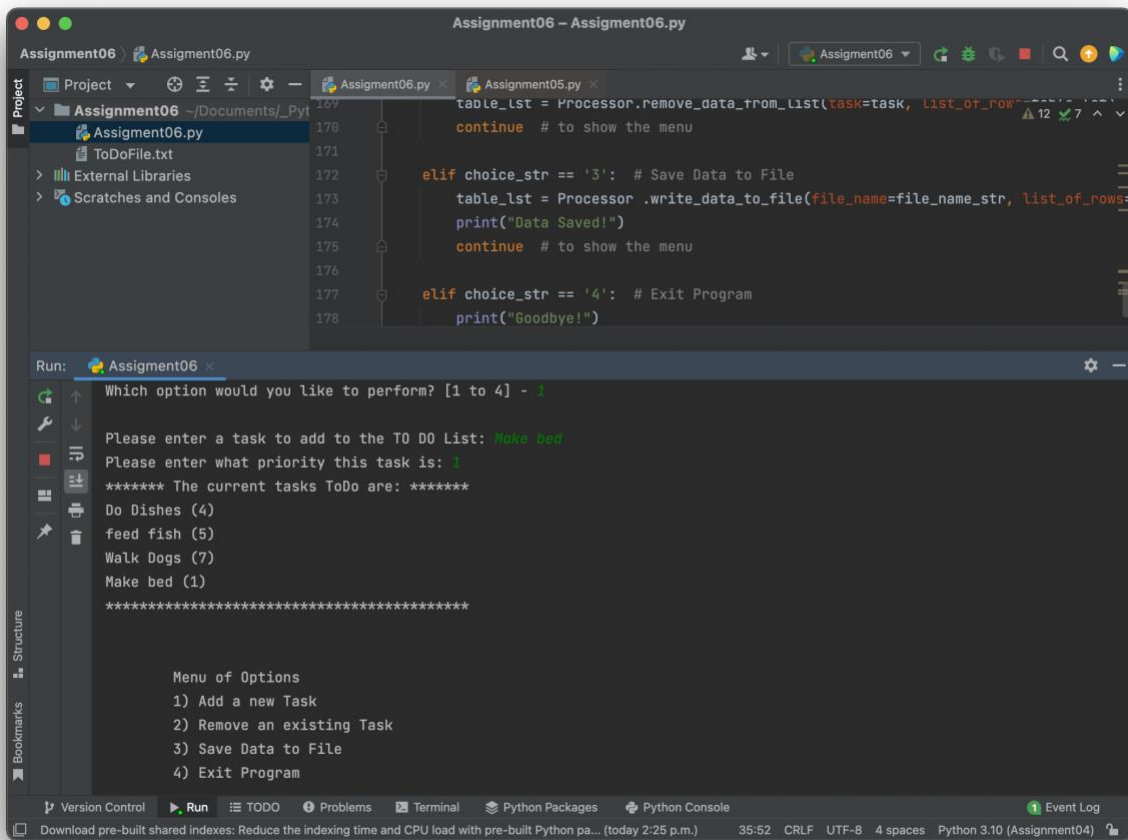 Assignment06 – Assigment06.py
Assignment06 Assigment06.py Assigment06
Project Assigment06.py Assignment05.py
Project
Assignment06 ~/Documents/_Pyt
Assigment06.py
ToDoFile.txt
External Libraries
Scratches and Consoles
12 7
169 table_lst = Processor.remove_data_from_list(task=task, list_of_row
170 continue # to show the menu
171
172 elif choice_str == '3': # Save Data to File
173 table_lst = Processor .write_data_to_file(file_name=file_name_str, list_of_rows=
174 print("Data Saved!")
175 continue # to show the menu
176
177 elif choice_str == '4': # Exit Program
178 print("Goodbye!")
Run: Assigment06
Which option would you like to perform? [1 to 4] - 1
Please enter a task to add to the TO DO List: Make bed
Please enter what priority this task is: 1
******* The current tasks ToDo are: *******
Do Dishes (4)
feed fish (5)
Walk Dogs (7)
Make bed (1)
*******************************************
Menu of Options
1) Add a new Task
2) Remove an existing Task
3) Save Data to File
4) Exit Program
Structure
Bookmarks
Version Control Run TODO Problems Terminal Python Packages Python Console 1 Event Log
Download pre-built shared indexes: Reduce the indexing time and CPU load with pre-built Python pa... (today 2:25 p.m.) 35:52 CRLF UTF-8 4 spaces Python 3.10 (Assignment04)